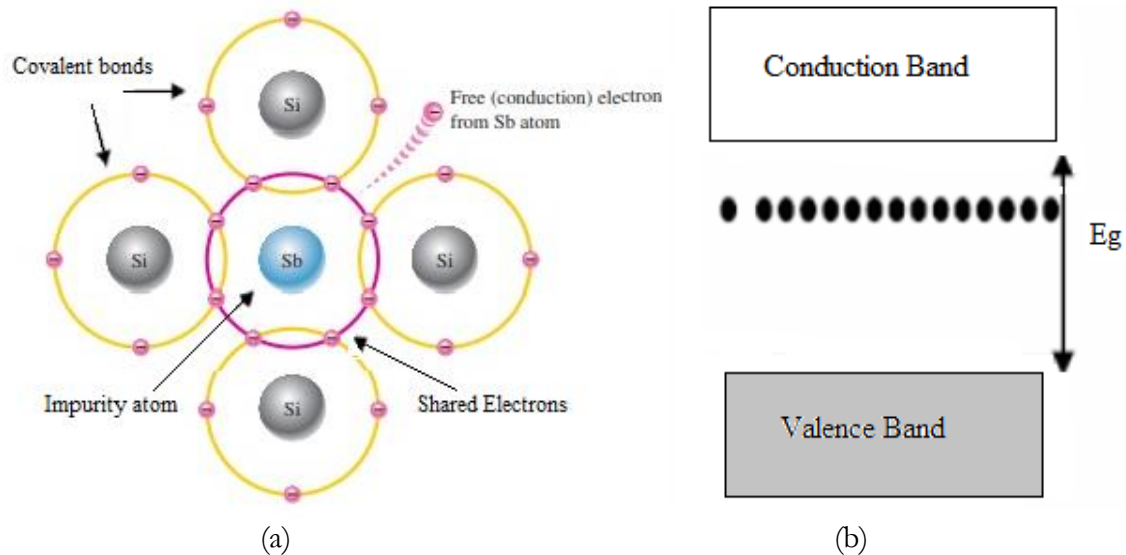 Covalent bonds
Si
Free (conduction) electron
from Sb atom
Si
Sb
Si
Impurity atom
Si
Shared Electrons
(a)
Conduction Band
Eg
Valence Band
(b)